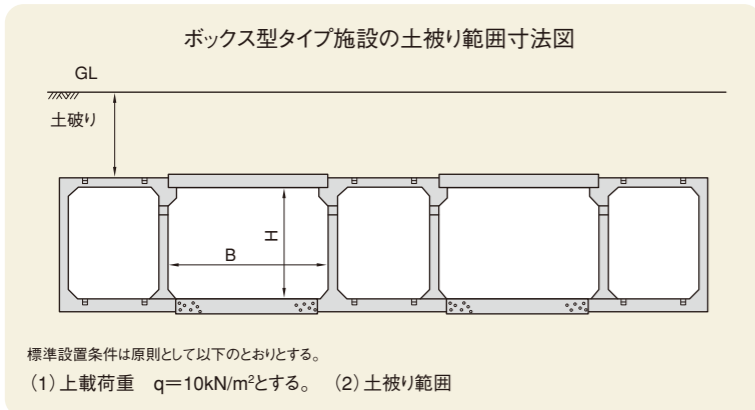 ボックス型タイプ施設の土被り範囲寸法図
GL
土破り
H
B
標準設置条件は原則として以下のとおりとする。
（1）上載荷重　q＝10kN/m²とする。　（2）土被り範囲